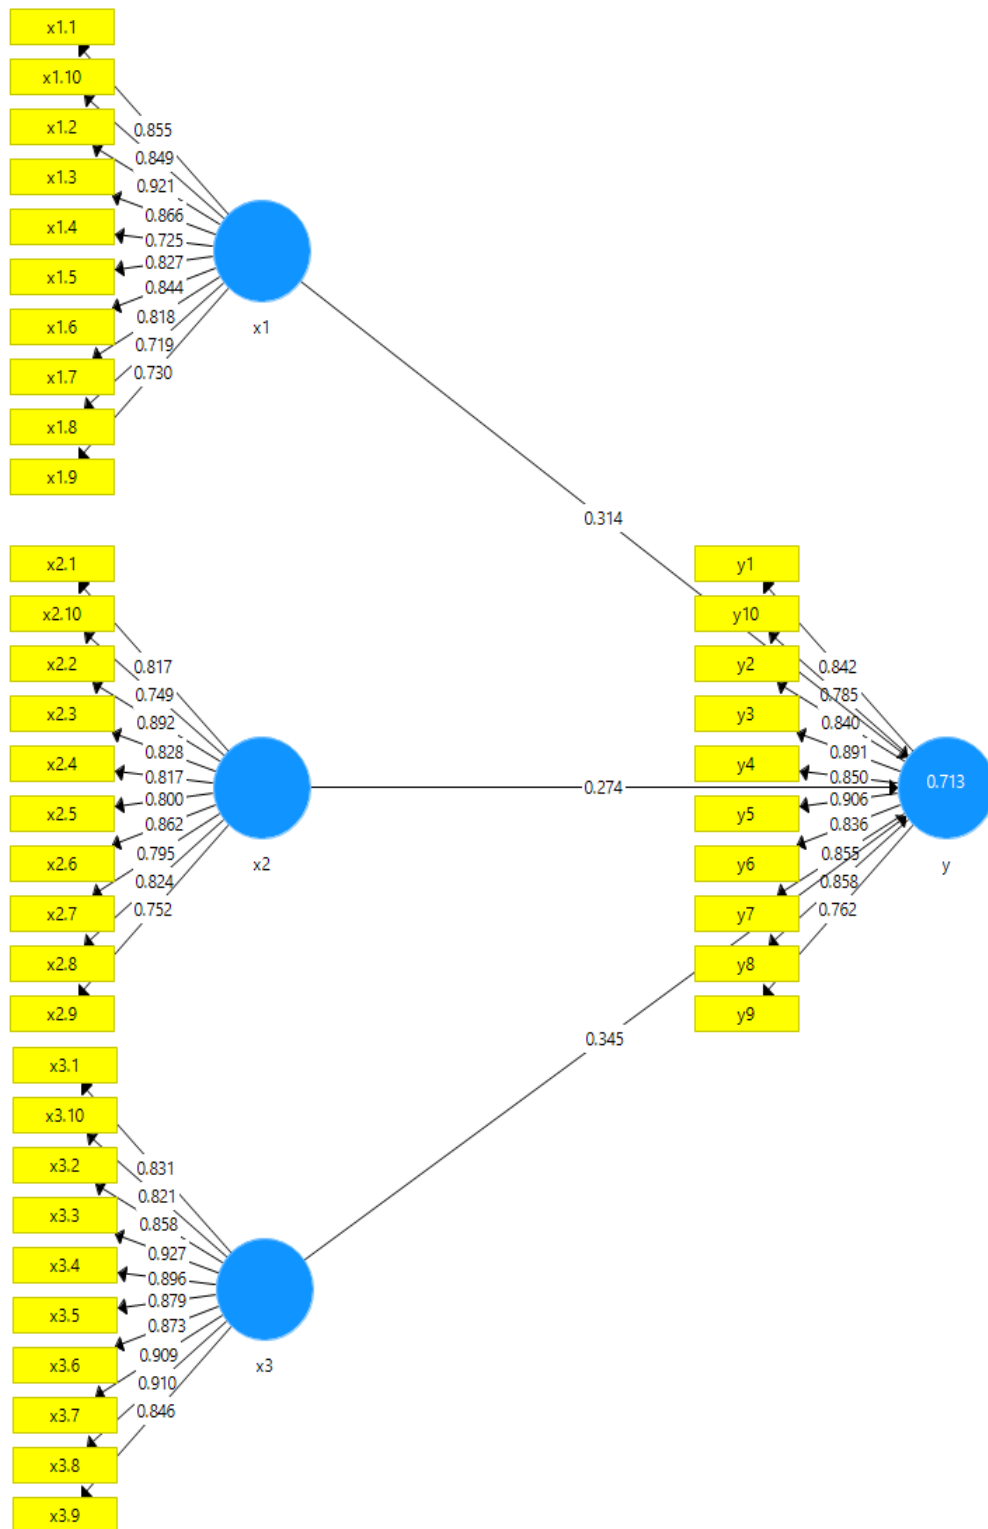 x1.1
x1.10
x1.2
x1.3
x1.4
x1.5
x1.6
x1.7
x1.8
x1.9
0.855
0.849
0.921
0.866
0.725
0.827
0.844
0.818
0.719
0.730
x1
0.314
x2.1
x2.10
x2.2
x2.3
x2.4
x2.5
x2.6
x2.7
x2.8
x2.9
0.817
0.749
0.892
0.828
0.817
0.800
0.862
0.795
0.824
0.752
x2
0.274
y1
y10
y2
y3
y4
y5
y6
y7
y8
y9
0.842
0.785
0.840
0.891
0.850
0.906
0.836
0.855
0.858
0.762
0.713
y
x3.1
x3.10
x3.2
x3.3
x3.4
x3.5
x3.6
x3.7
x3.8
x3.9
0.831
0.821
0.858
0.927
0.896
0.879
0.873
0.909
0.910
0.846
x3
0.345